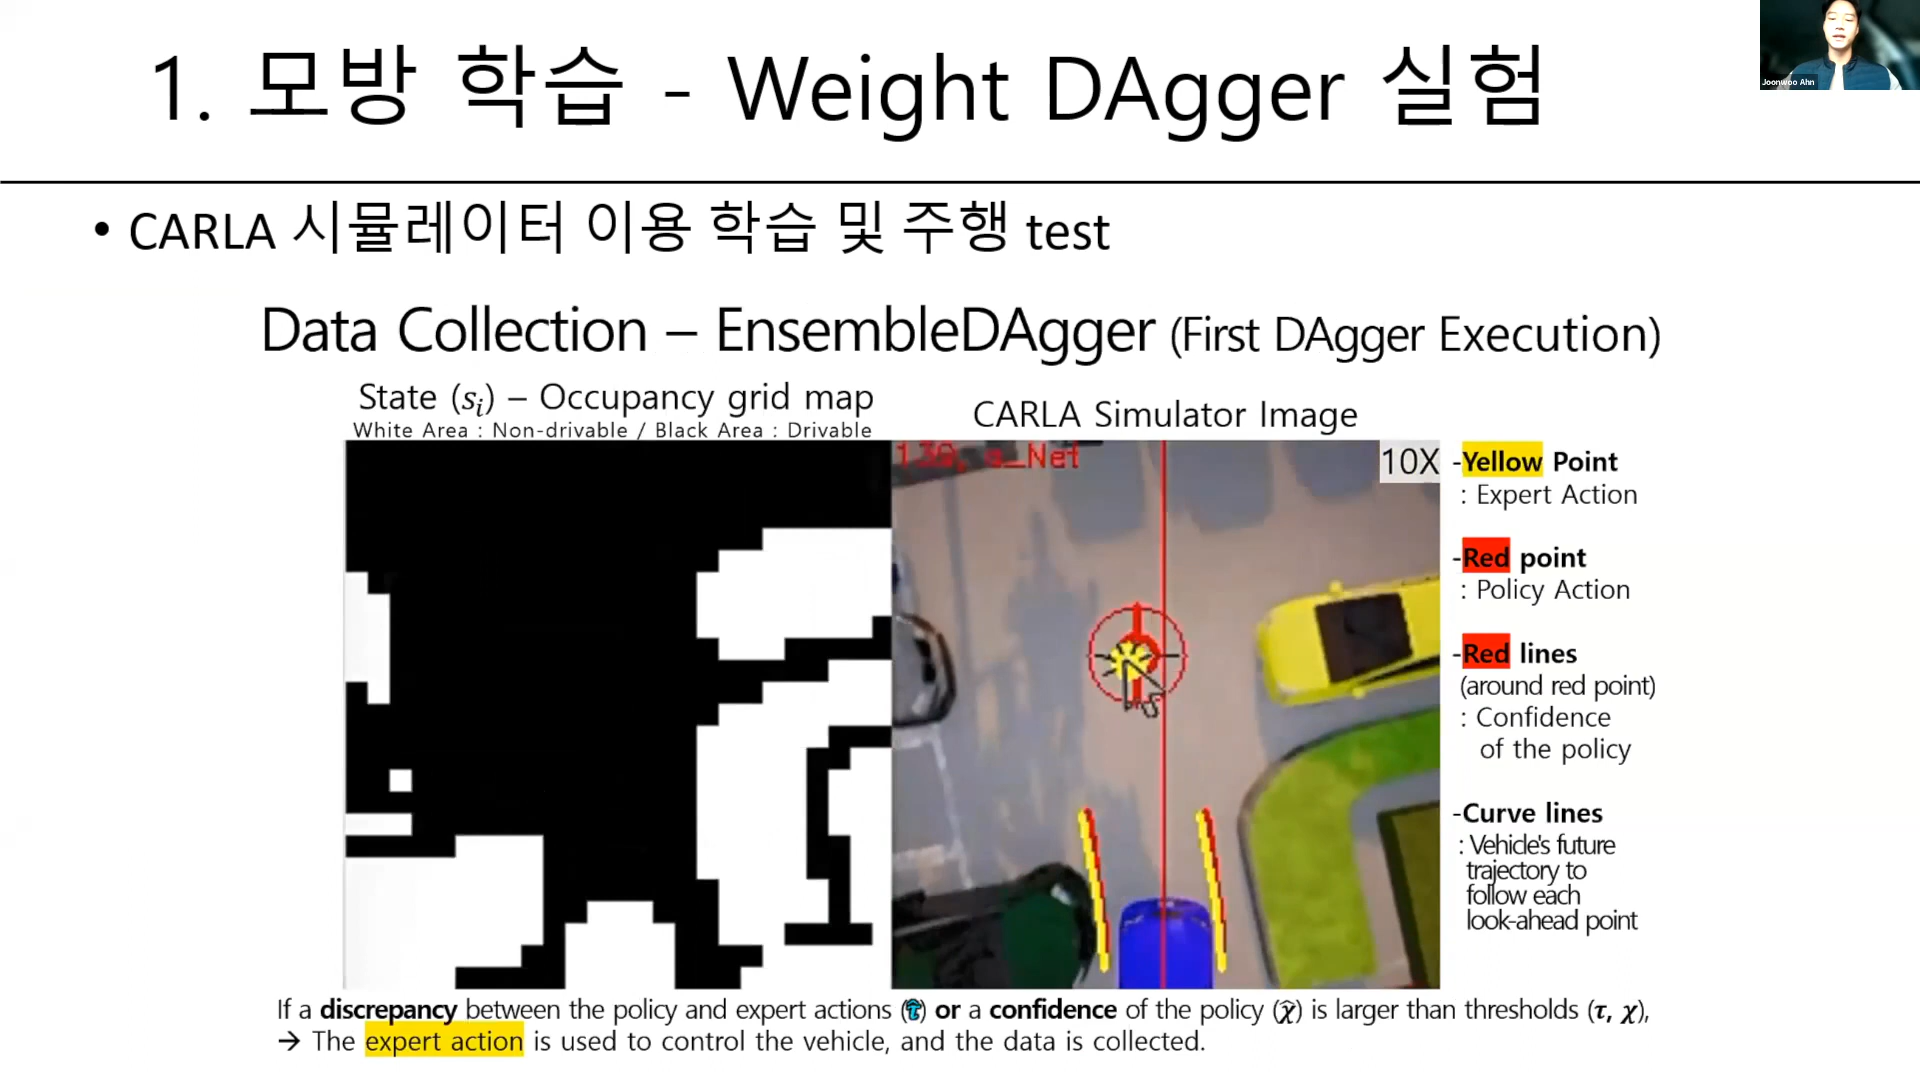 1. 모방 학습 - Weight DAgger 실험
Joonwoo Ahn
• CARLA 시뮬레이터 이용 학습 및 주행 test
Data Collection – EnsembleDAgger (First DAgger Execution)
State (sᵢ) – Occupancy grid map
White Area : Non-drivable / Black Area : Drivable
CARLA Simulator Image
130, s_Net
10X
-Yellow Point
: Expert Action
-Red point
: Policy Action
-Red lines
(around red point)
: Confidence
of the policy
-Curve lines
: Vehicle's future
trajectory to
follow each
look-ahead point
If a discrepancy between the policy and expert actions (τ̂) or a confidence of the policy (χ̂) is larger than thresholds (τ, χ),
→ The expert action is used to control the vehicle, and the data is collected.